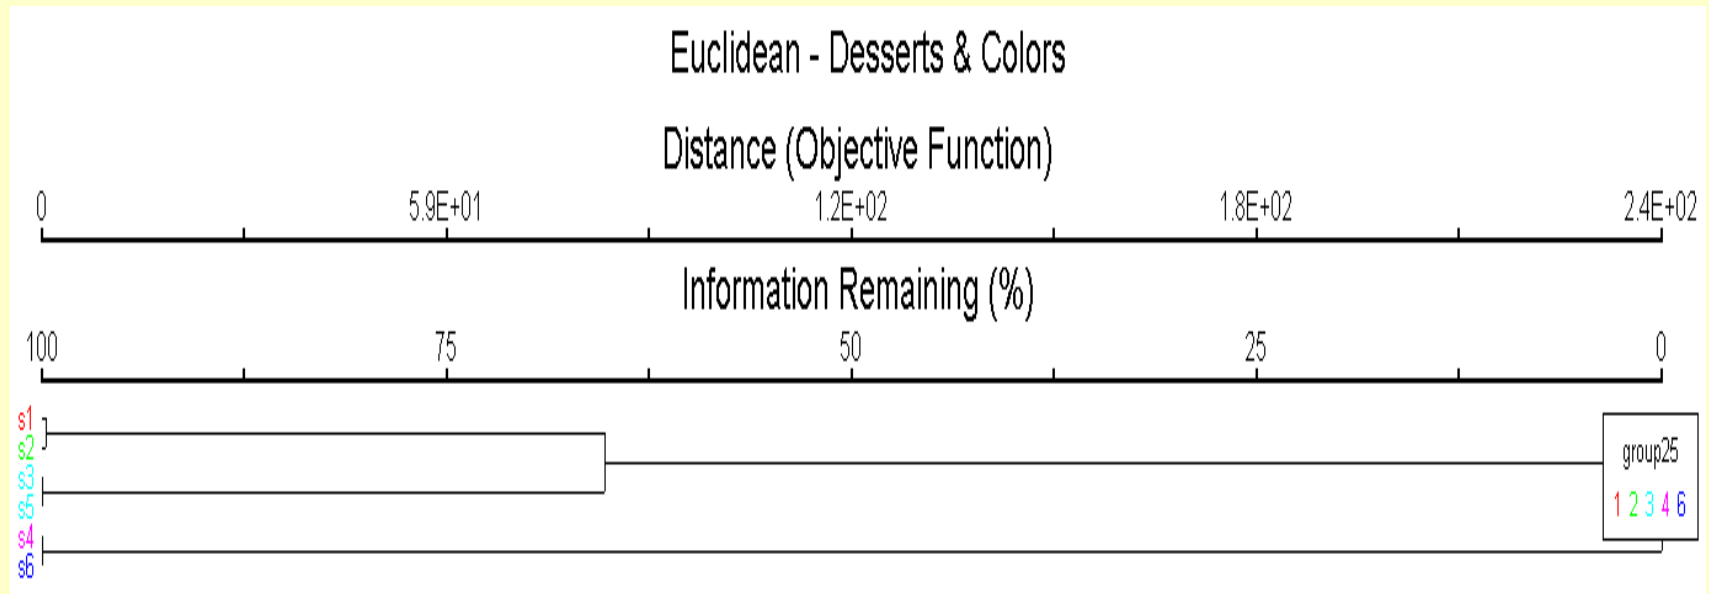 Euclidean - Desserts & Colors
Distance (Objective Function)
0 5.9E+01 1.2E+02 1.8E+02 2.4E+02
Information Remaining (%)
100 75 50 25 0
s1
s2
s3
s5
s4
s6
group25
1 2 3 4 6